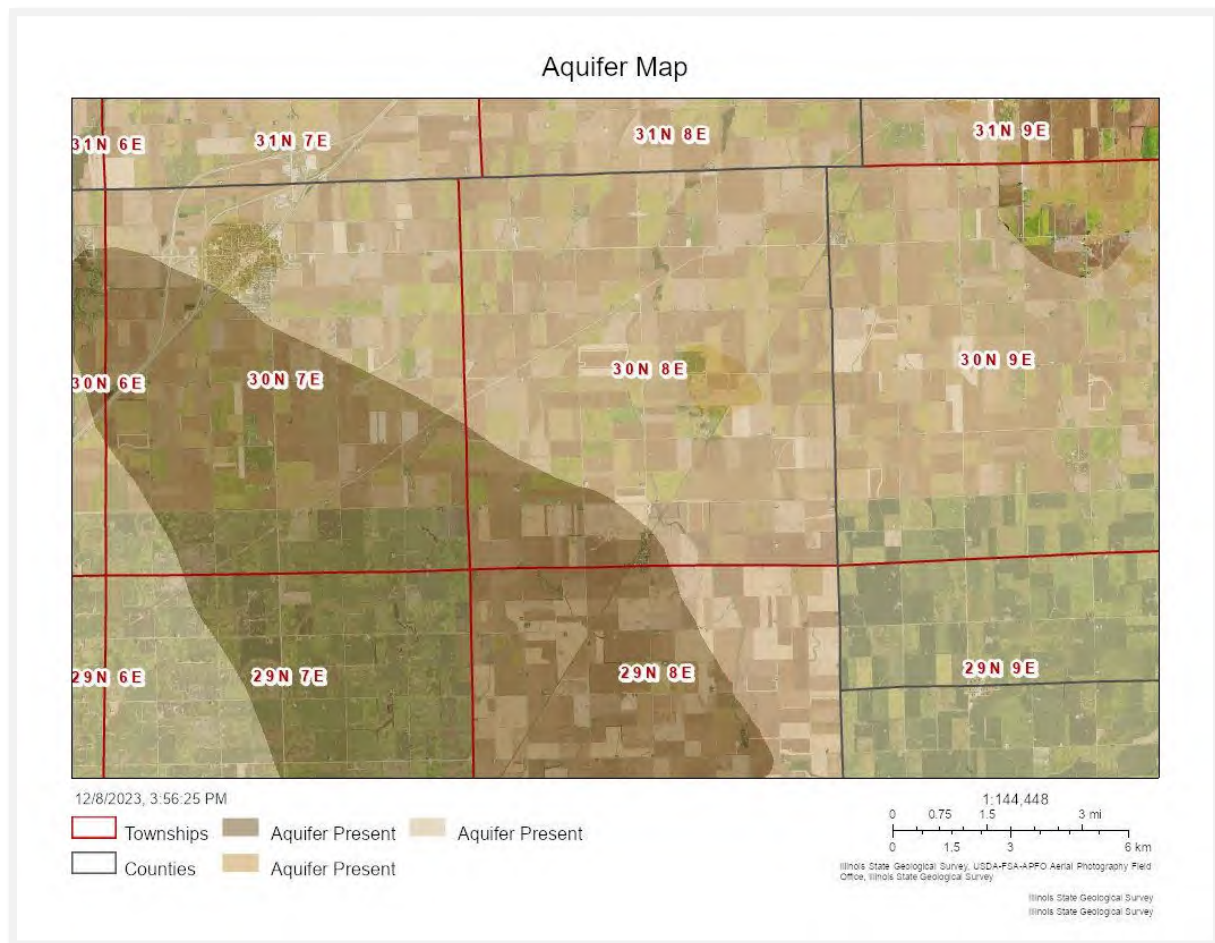 Aquifer Map
31N 6E
31N 7E
31N 8E
31N 9E
30N 6E
30N 7E
30N 8E
30N 9E
29N 6E
29N 7E
29N 8E
29N 9E
12/8/2023, 3:56:25 PM
Townships
Aquifer Present
Aquifer Present
Counties
Aquifer Present
1:144,448
0 0.75 1.5 3 mi
0 1.5 3 6 km
Illinois State Geological Survey, USDA-FSA-APFO Aerial Photography Field
Office, Illinois State Geological Survey
Illinois State Geological Survey
Illinois State Geological Survey